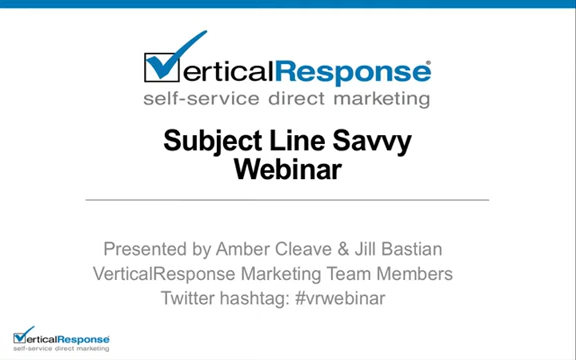 VerticalResponse®
self-service direct marketing
Subject Line Savvy
Webinar
Presented by Amber Cleave & Jill Bastian
VerticalResponse Marketing Team Members
Twitter hashtag: #vrwebinar
VerticalResponse®
self-service direct marketing